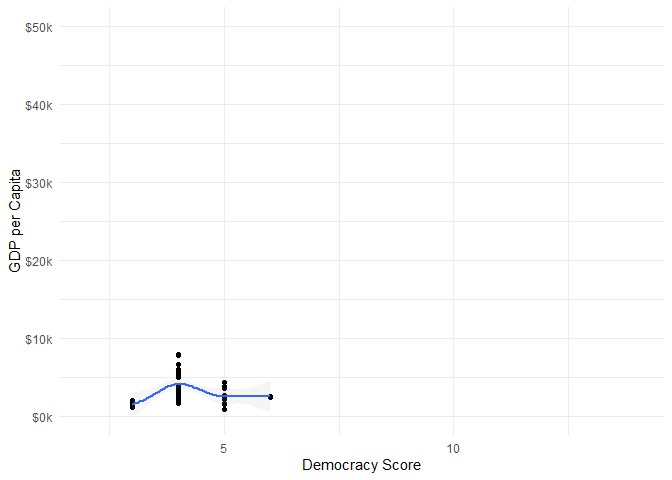 $50k
$40k
$30k
$20k
$10k
$0k
GDP per Capita
5
10
Democracy Score